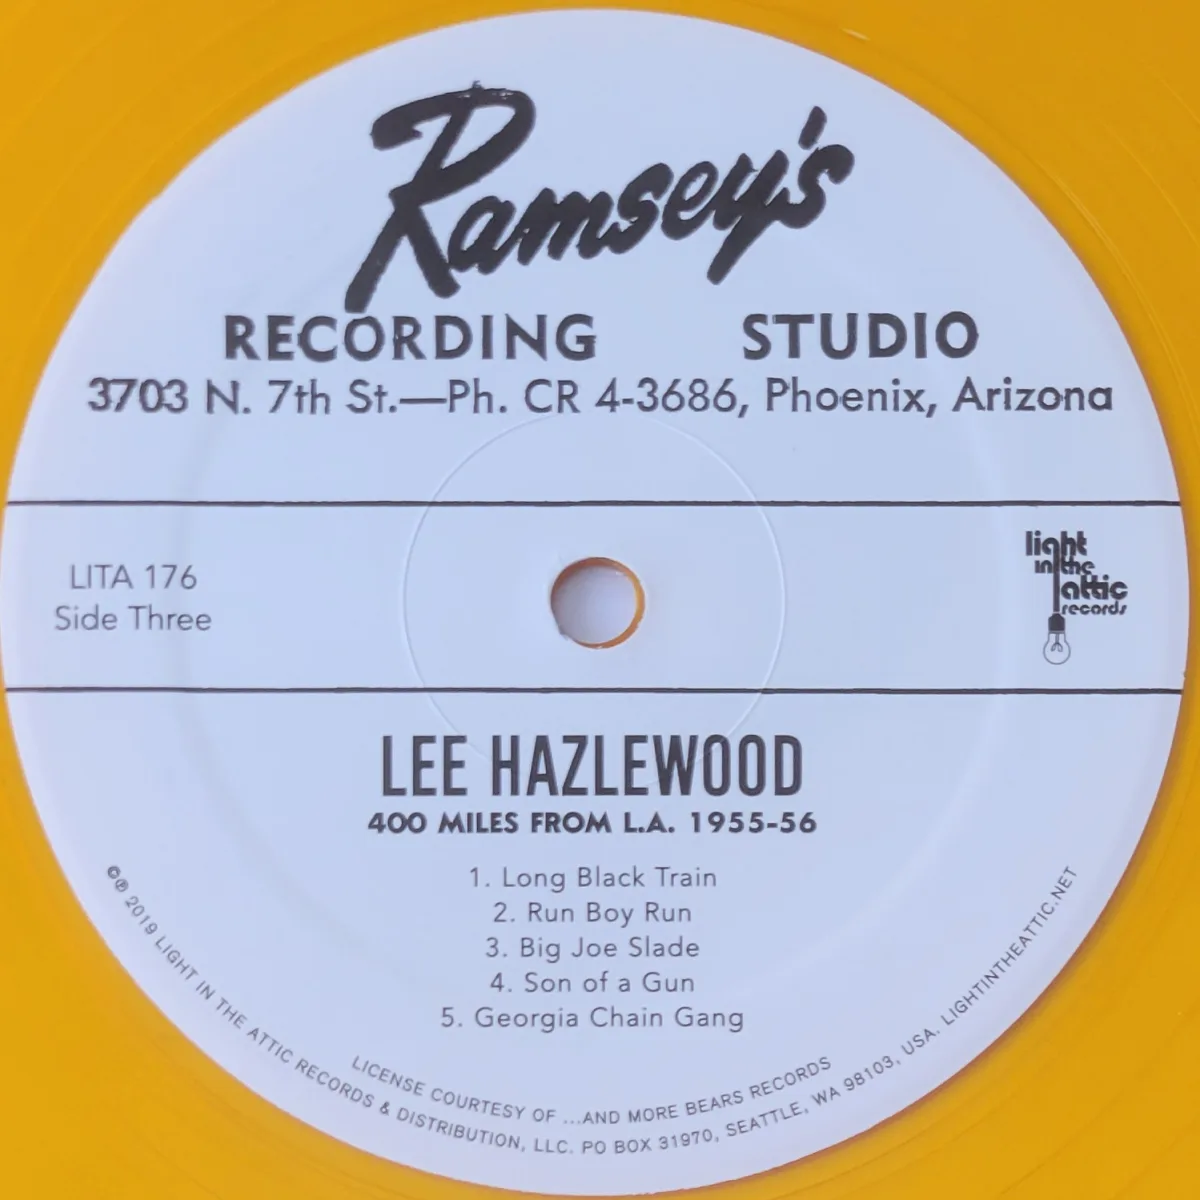 Ramsey's
RECORDING STUDIO
3703 N. 7th St.—Ph. CR 4-3686, Phoenix, Arizona
LITA 176
Side Three
light
in the
attic
records
LEE HAZLEWOOD
400 MILES FROM L.A. 1955-56
1. Long Black Train
2. Run Boy Run
3. Big Joe Slade
4. Son of a Gun
5. Georgia Chain Gang
LICENSE COURTESY OF ...AND MORE BEARS RECORDS
©℗ 2019 LIGHT IN THE ATTIC RECORDS & DISTRIBUTION, LLC. PO BOX 31970, SEATTLE, WA 98103, USA. LIGHTINTHEATTIC.NET